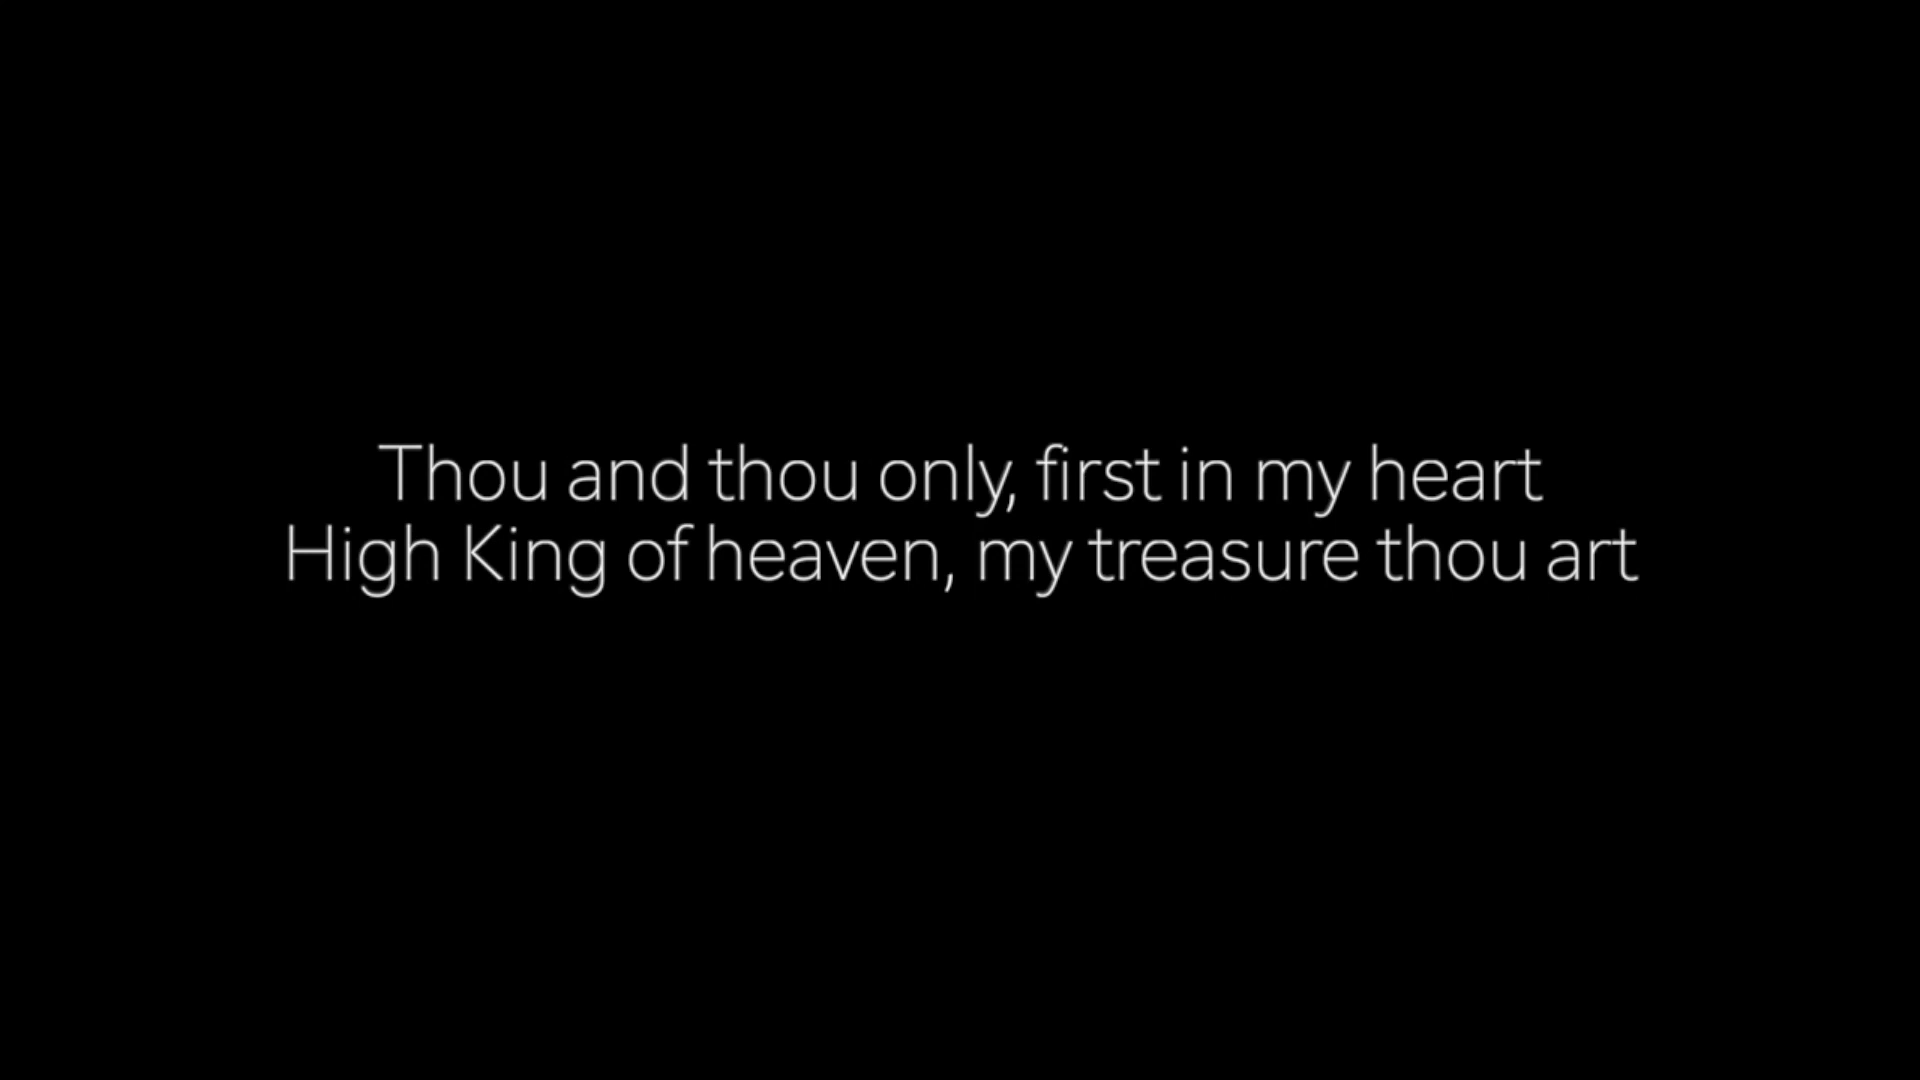 Thou and thou only, first in my heart
High King of heaven, my treasure thou art